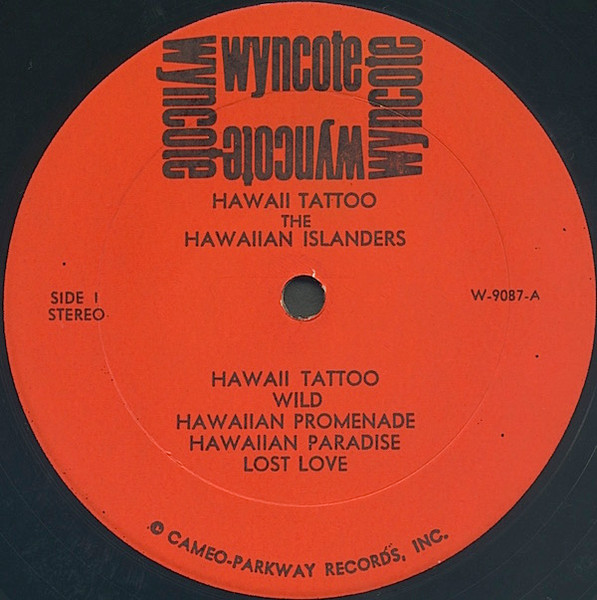 wyncote
wyncote
wyncote
wyncote
HAWAII TATTOO
THE
HAWAIIAN ISLANDERS
SIDE 1
STEREO
W-9087-A
HAWAII TATTOO
WILD
HAWAIIAN PROMENADE
HAWAIIAN PARADISE
LOST LOVE
© CAMEO-PARKWAY RECORDS, INC.